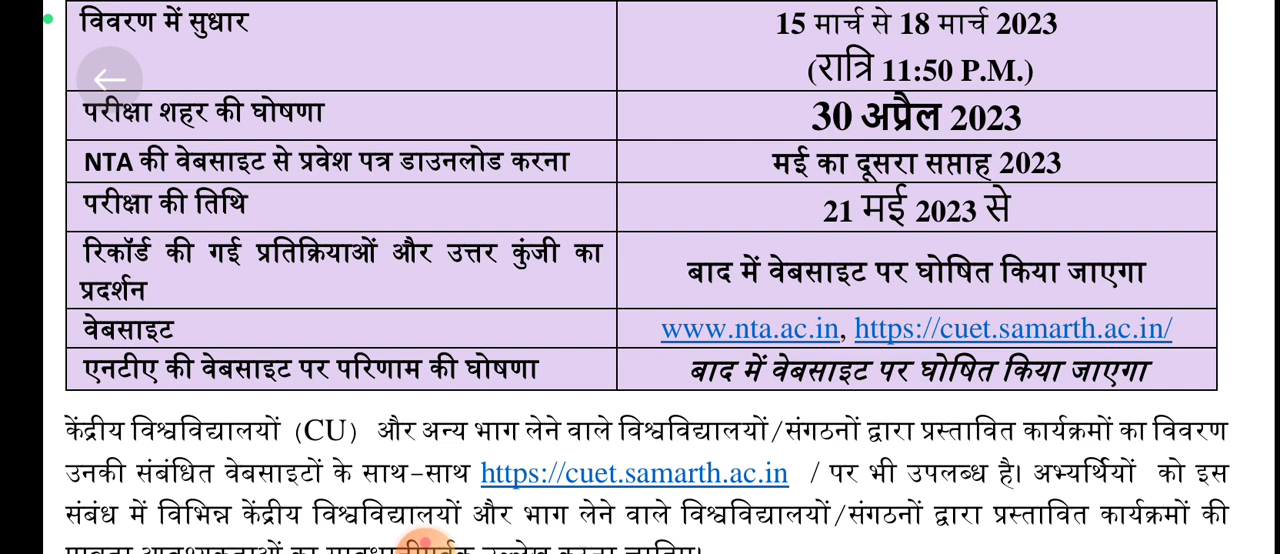 विवरण में सुधार
15 मार्च से 18 मार्च 2023
(रात्रि 11:50 P.M.)
परीक्षा शहर की घोषणा
30 अप्रैल 2023
NTA की वेबसाइट से प्रवेश पत्र डाउनलोड करना
मई का दूसरा सप्ताह 2023
परीक्षा की तिथि
21 मई 2023 से
रिकॉर्ड की गई प्रतिक्रियाओं और उत्तर कुंजी का
प्रदर्शन
बाद में वेबसाइट पर घोषित किया जाएगा
वेबसाइट
www.nta.ac.in, https://cuet.samarth.ac.in/
एनटीए की वेबसाइट पर परिणाम की घोषणा
बाद में वेबसाइट पर घोषित किया जाएगा
केंद्रीय विश्वविद्यालयों (CU) और अन्य भाग लेने वाले विश्वविद्यालयों/संगठनों द्वारा प्रस्तावित कार्यक्रमों का विवरण
उनकी संबंधित वेबसाइटों के साथ-साथ https://cuet.samarth.ac.in / पर भी उपलब्ध है। अभ्यर्थियों को इस
संबंध में विभिन्न केंद्रीय विश्वविद्यालयों और भाग लेने वाले विश्वविद्यालयों/संगठनों द्वारा प्रस्तावित कार्यक्रमों की